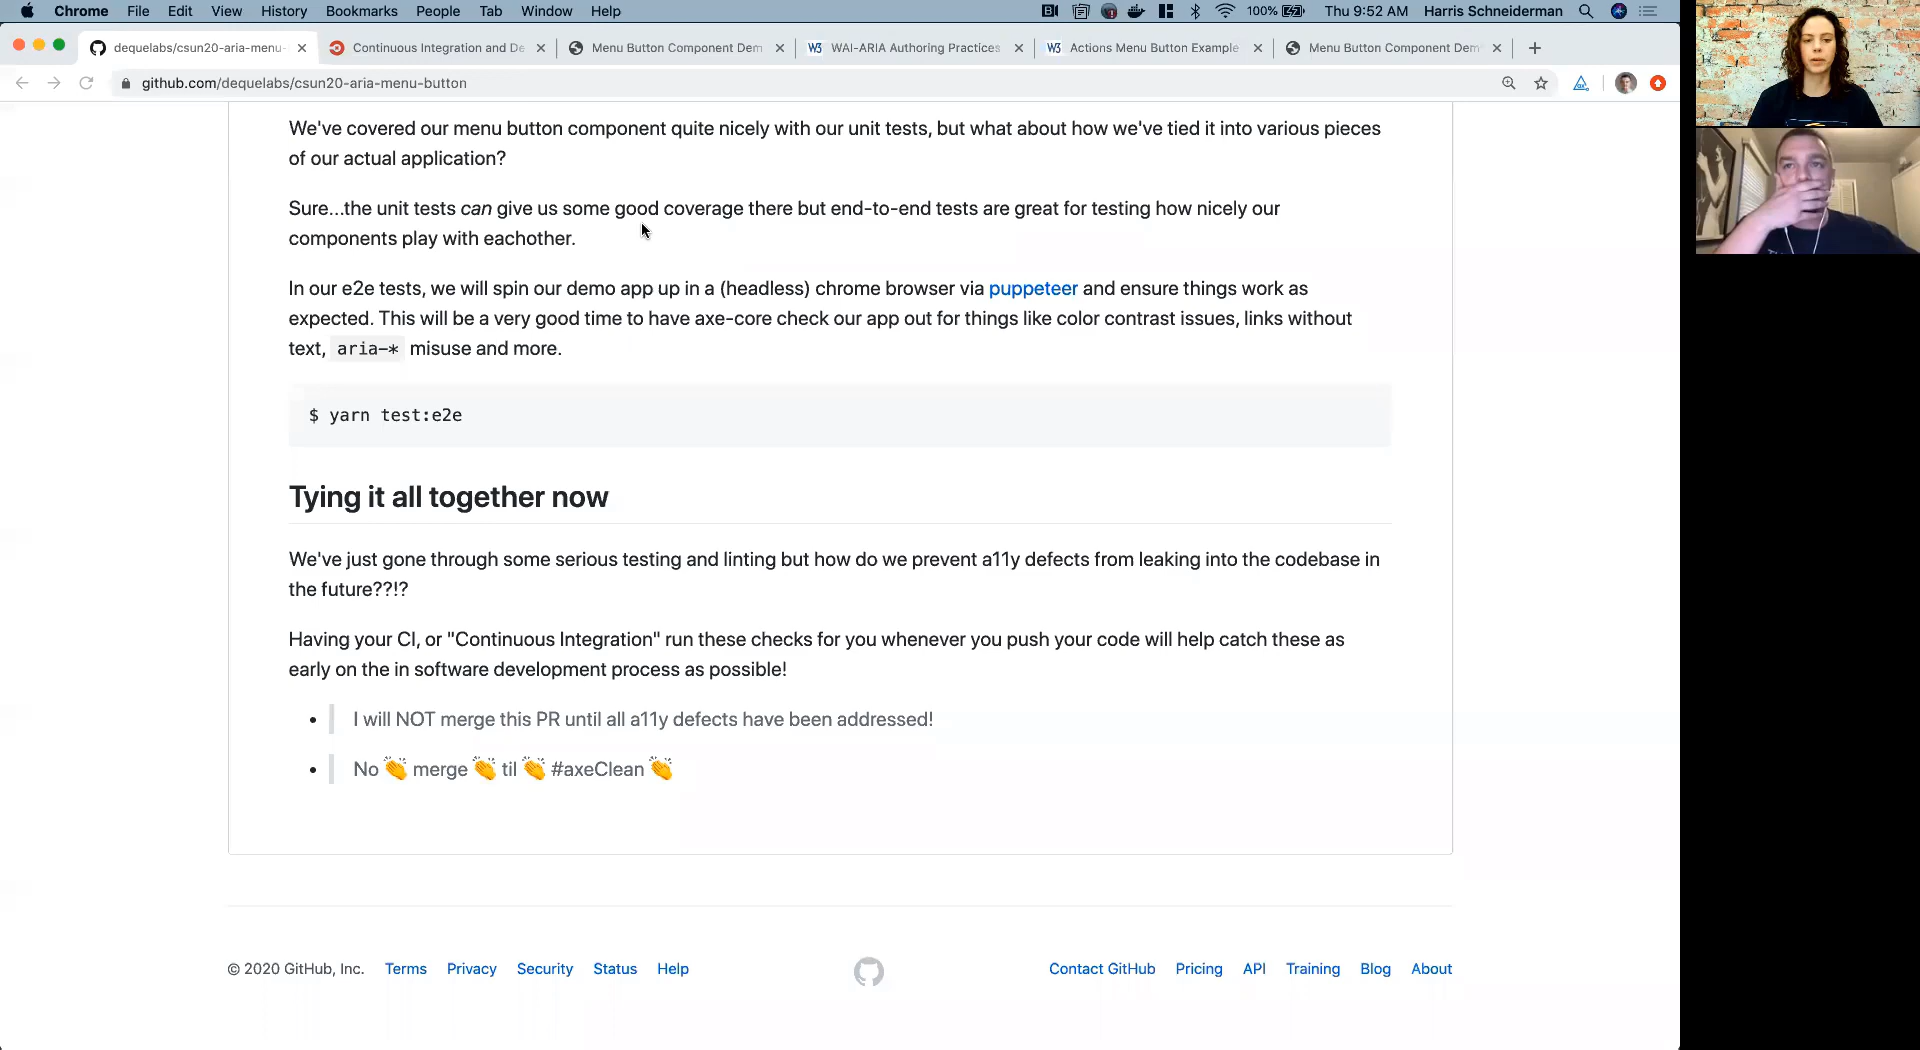 Chrome File Edit View History Bookmarks People Tab Window Help 100% Thu 9:52 AM Harris Schneiderman
dequelabs/csun20-aria-menu- Continuous Integration and De Menu Button Component Dem W3 WAI-ARIA Authoring Practices W3 Actions Menu Button Example Menu Button Component Dem
github.com/dequelabs/csun20-aria-menu-button
We've covered our menu button component quite nicely with our unit tests, but what about how we've tied it into various pieces
of our actual application?
Sure...the unit tests can give us some good coverage there but end-to-end tests are great for testing how nicely our
components play with eachother.
In our e2e tests, we will spin our demo app up in a (headless) chrome browser via puppeteer and ensure things work as
expected. This will be a very good time to have axe-core check our app out for things like color contrast issues, links without
text, aria-* misuse and more.
$ yarn test:e2e
Tying it all together now
We've just gone through some serious testing and linting but how do we prevent a11y defects from leaking into the codebase in
the future??!?
Having your CI, or "Continuous Integration" run these checks for you whenever you push your code will help catch these as
early on the in software development process as possible!
• I will NOT merge this PR until all a11y defects have been addressed!
• No 👏 merge 👏 til 👏 #axeClean 👏
© 2020 GitHub, Inc. Terms Privacy Security Status Help Contact GitHub Pricing API Training Blog About